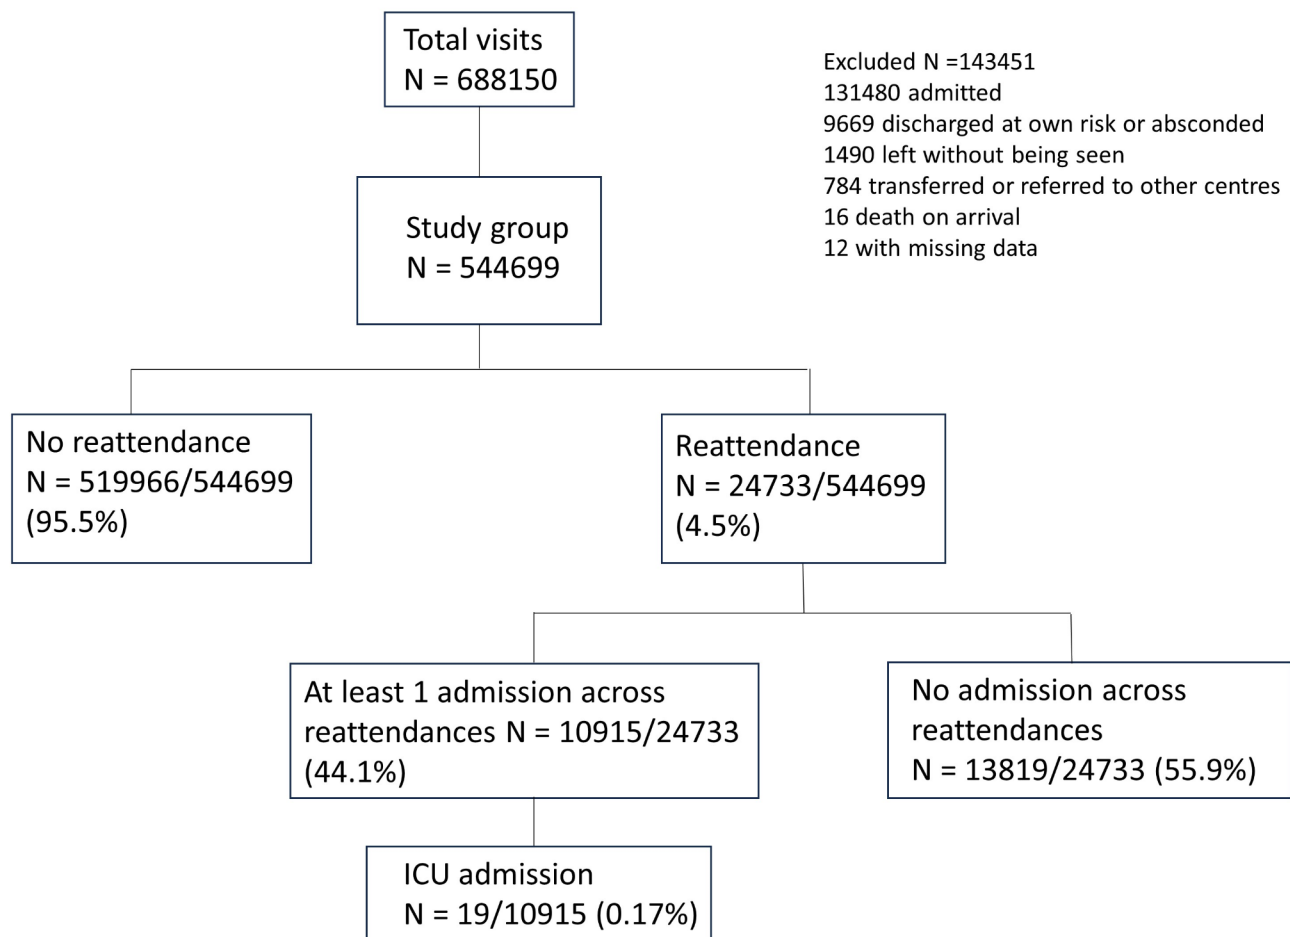 Total visits
N = 688150
Excluded N =143451
131480 admitted
9669 discharged at own risk or absconded
1490 left without being seen
784 transferred or referred to other centres
16 death on arrival
12 with missing data
Study group
N = 544699
No reattendance
N = 519966/544699
(95.5%)
Reattendance
N = 24733/544699
(4.5%)
At least 1 admission across
reattendances N = 10915/24733
(44.1%)
No admission across
reattendances
N = 13819/24733 (55.9%)
ICU admission
N = 19/10915 (0.17%)